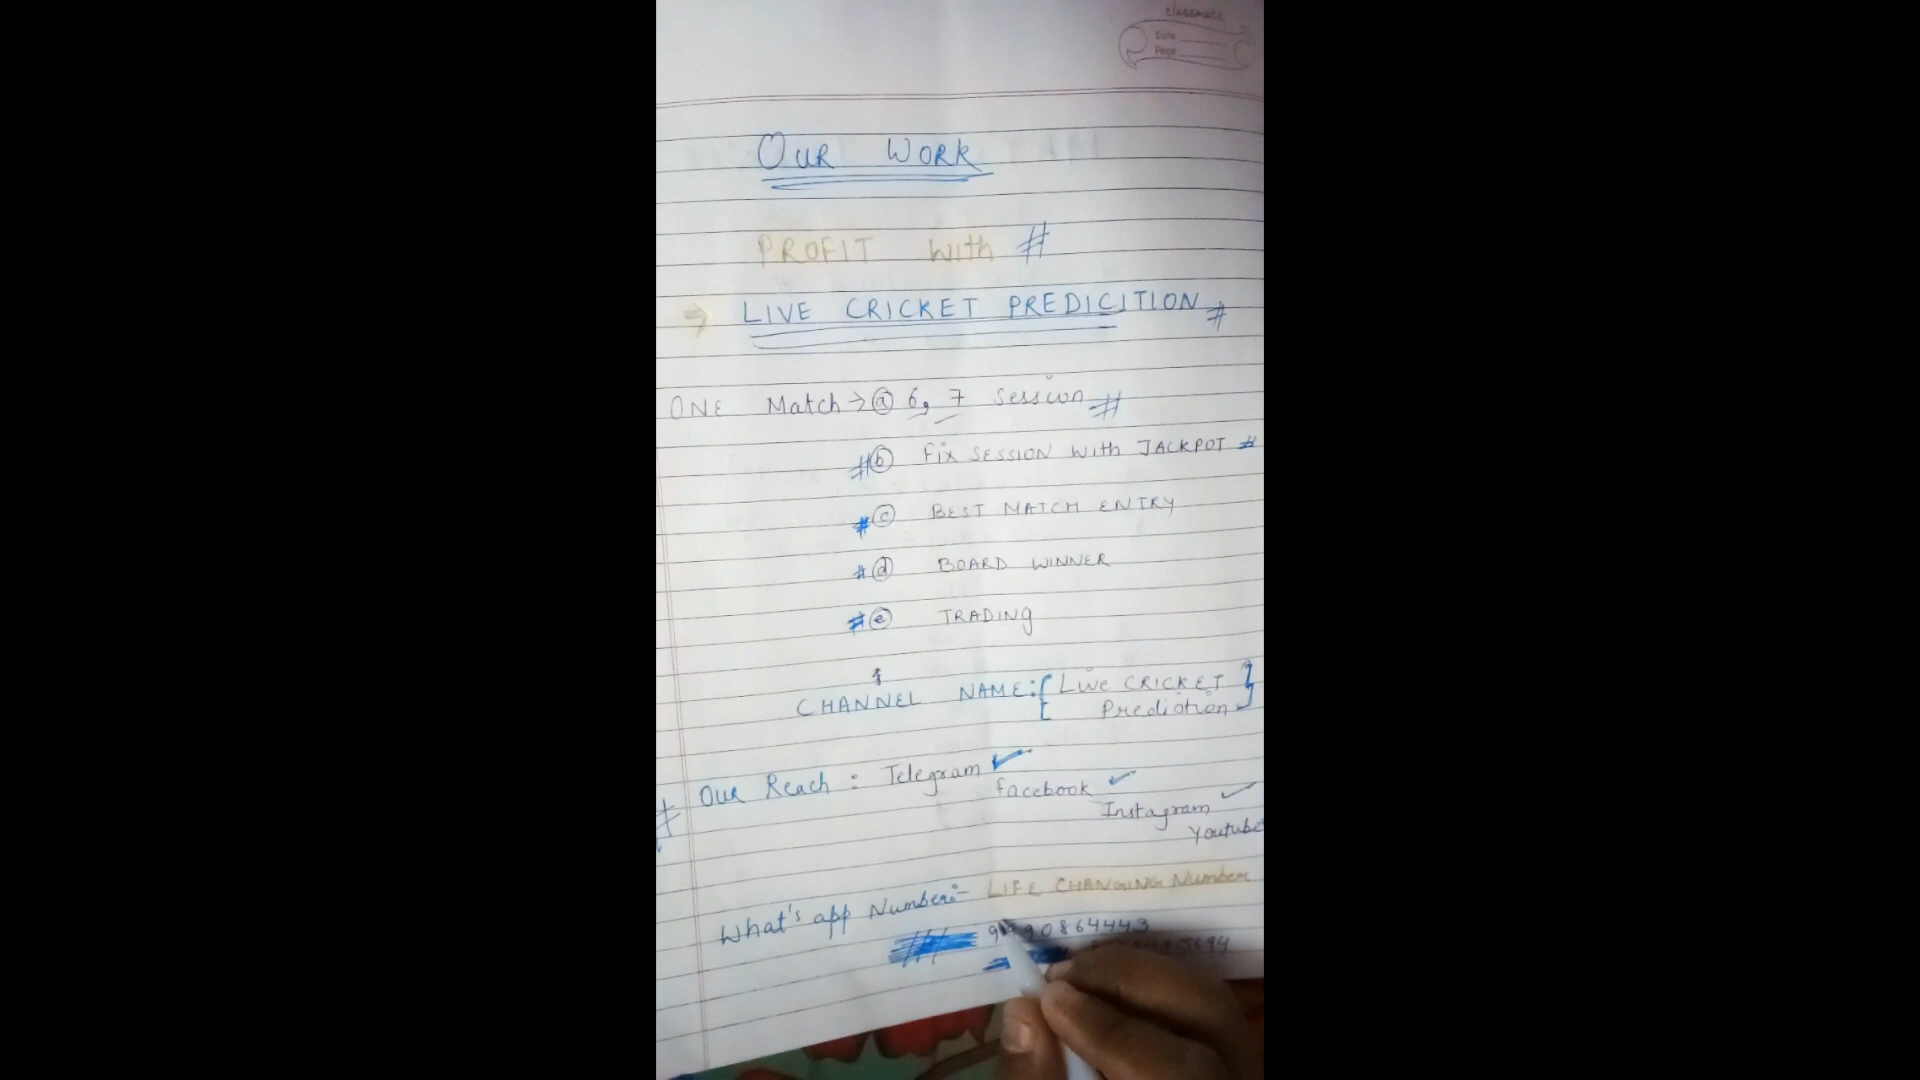 classmate
Date
Page
OUR WORK
PROFIT With #
⇒ LIVE CRICKET PREDICITION #
ONE Match → ⓐ 6, 7 Session #
# ⓑ Fix SESSION With JACKPOT #
# ⓒ BEST MATCH ENTRY
# ⓓ BOARD WINNER
# ⓔ TRADINg
CHANNEL NAME: [ Live CRICKET
Prediction ]
# Our Reach : Telegram ✓
facebook ✓
Instagram ✓
Youtube
What's app Number:- LIFE CHANGING Number